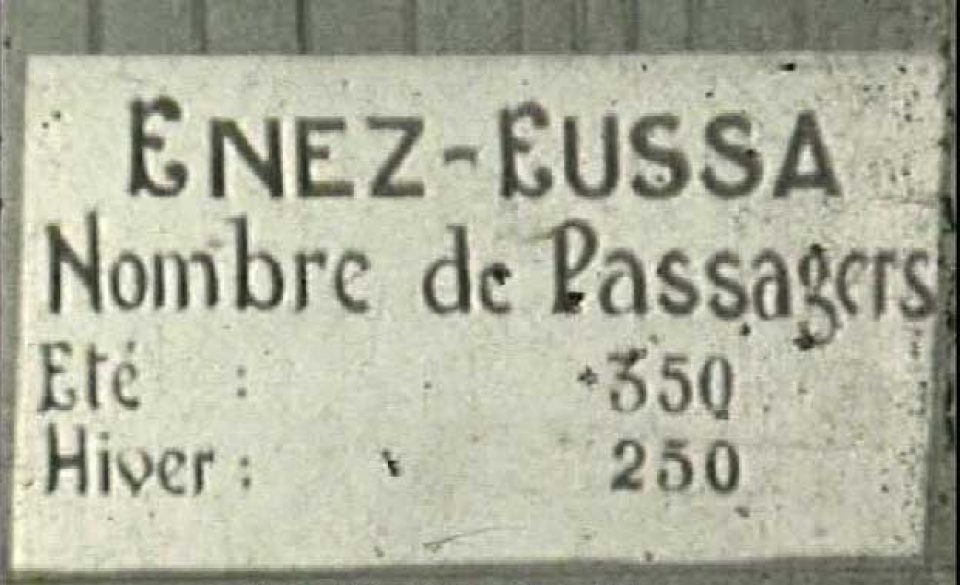 ENEZ-EUSSA
Nombre de Passagers
Eté : 350
Hiver : 250